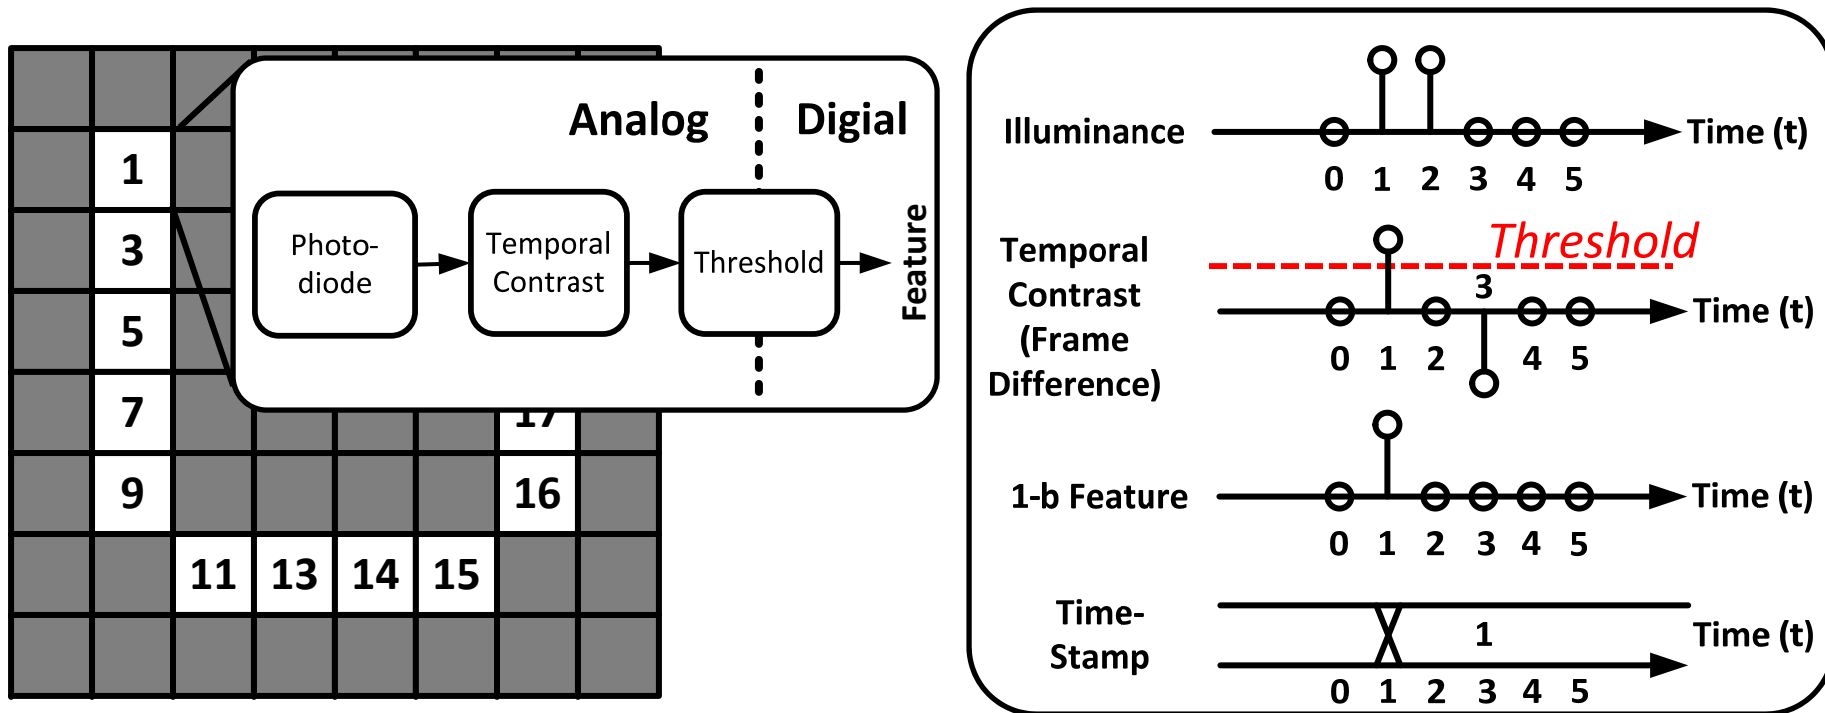 1
3
5
7
9
11 13 14 15
16
17
Analog Digial
Photo-
diode
Temporal
Contrast
Threshold
Feature
Illuminance
Time (t)
0 1 2 3 4 5
Threshold
Temporal
Contrast
(Frame
Difference)
3
Time (t)
0 1 2 4 5
1-b Feature
Time (t)
0 1 2 3 4 5
Time-
Stamp
1
Time (t)
0 1 2 3 4 5